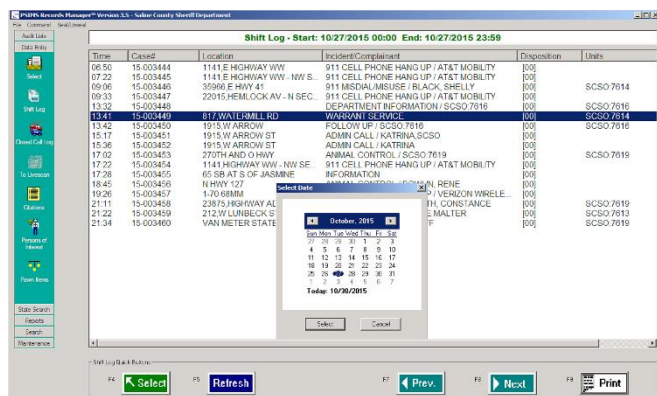 PSIMS Records Manager™ Version 3.5 - Saline County Sheriff Department
File Command Seal/Unseal
Audit Lists
Data Entry
Select
Shift Log
Closed Call Log
To Livescan
Citations
Persons of Interest
Pawn Items
State Search
Reports
Search
Maintenance
Shift Log - Start: 10/27/2015 00:00 End: 10/27/2015 23:59
Time Case# Location Incident/Complainant Disposition Units
06:50 15-003444 1141,E HIGHWAY WW 911 CELL PHONE HANG UP / AT&T MOBILITY [00]
07:22 15-003445 1141,E HIGHWAY WW - NW S... 911 CELL PHONE HANG UP / AT&T MOBILITY [00]
09:06 15-003446 35966,E HWY 41 911 MISDIAL/MISUSE / BLACK, SHELLY [00] SCSO:7614
09:33 15-003447 22015,HEMLOCK AV - N SEC... 911 CELL PHONE HANG UP / AT&T MOBILITY [00]
13:32 15-003448 DEPARTMENT INFORMATION / SCSO:7616 [00] SCSO:7616
13:41 15-003449 617,WATERMILL RD WARRANT SERVICE [00] SCSO:7614
13:42 15-003450 1915,W ARROW FOLLOW UP / SCSO:7616 [00] SCSO:7616
15:17 15-003451 1915,W ARROW ST ADMIN CALL / KATRINA,SCSO [00]
15:36 15-003452 1915,W ARROW ST ADMIN CALL / KATRINA [00]
17:02 15-003453 270TH AND O HWY ANIMAL CONTROL / SCSO:7619 [00] SCSO:7619
17:22 15-003454 1141,HIGHWAY WW - NW SE... 911 CELL PHONE HANG UP / AT&T MOBILITY [00]
17:28 15-003455 65 SB AT S OF JASMINE INFORMATION [00]
18:45 15-003456 N HWY 127 N, RENE [00]
19:26 15-003457 1-70 68MM P / VERIZON WIRELE... [00]
21:11 15-003458 23875,HIGHWAY AD TH, CONSTANCE [00] SCSO:7619
21:22 15-003459 212,W LUNBECK S E MALTER [00] SCSO:7613
21:34 15-003460 VAN METER STATE FF [00] SCSO:7619
Select Date
October, 2015
Sun Mon Tue Wed Thu Fri Sat
27 28 29 30 1 2 3
4 5 6 7 8 9 10
11 12 13 14 15 16 17
18 19 20 21 22 23 24
25 26 27 28 29 30 31
1 2 3 4 5 6 7
Today: 10/30/2015
Select Cancel
Shift Log Quick Buttons
F4 Select F5 Refresh F7 Prev. F8 Next F9 Print